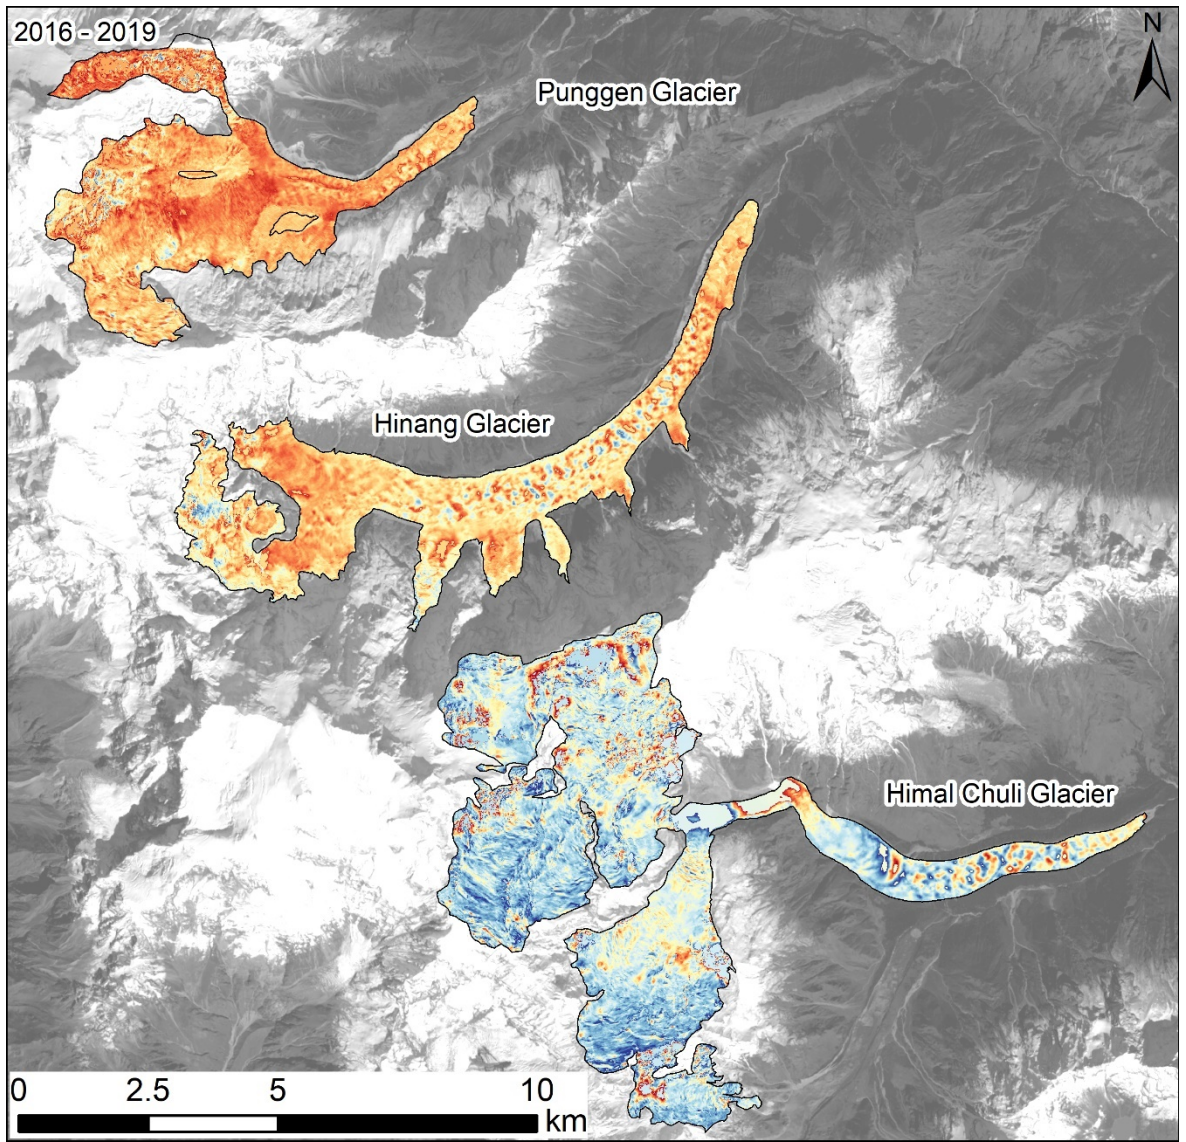 2016 - 2019
N
Punggen Glacier
Hinang Glacier
Himal Chuli Glacier
0 2.5 5 10
km